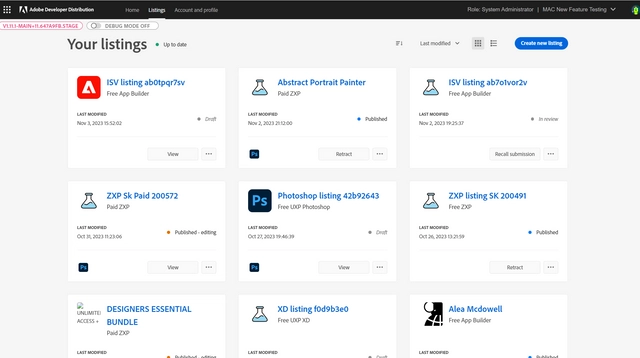 Adobe Developer Distribution
Home
Listings
Account and profile
Role: System Administrator
MAC New Feature Testing
DEBUG MODE OFF
Your listings
Up to date
Last modified
Create new listing
ISV listing ab0tpqr7sv
Free App Builder
LAST MODIFIED
Nov 3, 2023 15:52:02
Draft
View
Abstract Portrait Painter
Paid ZXP
LAST MODIFIED
Nov 2, 2023 21:12:00
Published
Ps
Retract
ISV listing ab7o1vor2v
Free App Builder
LAST MODIFIED
Nov 2, 2023 19:25:37
In review
Recall submission
ZXP Sk Paid 200572
Paid ZXP
LAST MODIFIED
Oct 31, 2023 11:23:06
Published - editing
Ps
View
Ps
Photoshop listing 42b92643
Free UXP Photoshop
LAST MODIFIED
Oct 27, 2023 19:46:39
Draft
Ps
View
ZXP listing SK 200491
Free ZXP
LAST MODIFIED
Oct 26, 2023 13:21:59
Published
Retract
UNLIMITED
ACCESS +
DESIGNERS ESSENTIAL
BUNDLE
Paid ZXP
LAST MODIFIED
Published - editing
XD listing f0d9b3e0
Free UXP XD
LAST MODIFIED
Draft
Alea Mcdowell
Free App Builder
LAST MODIFIED
Published - editing